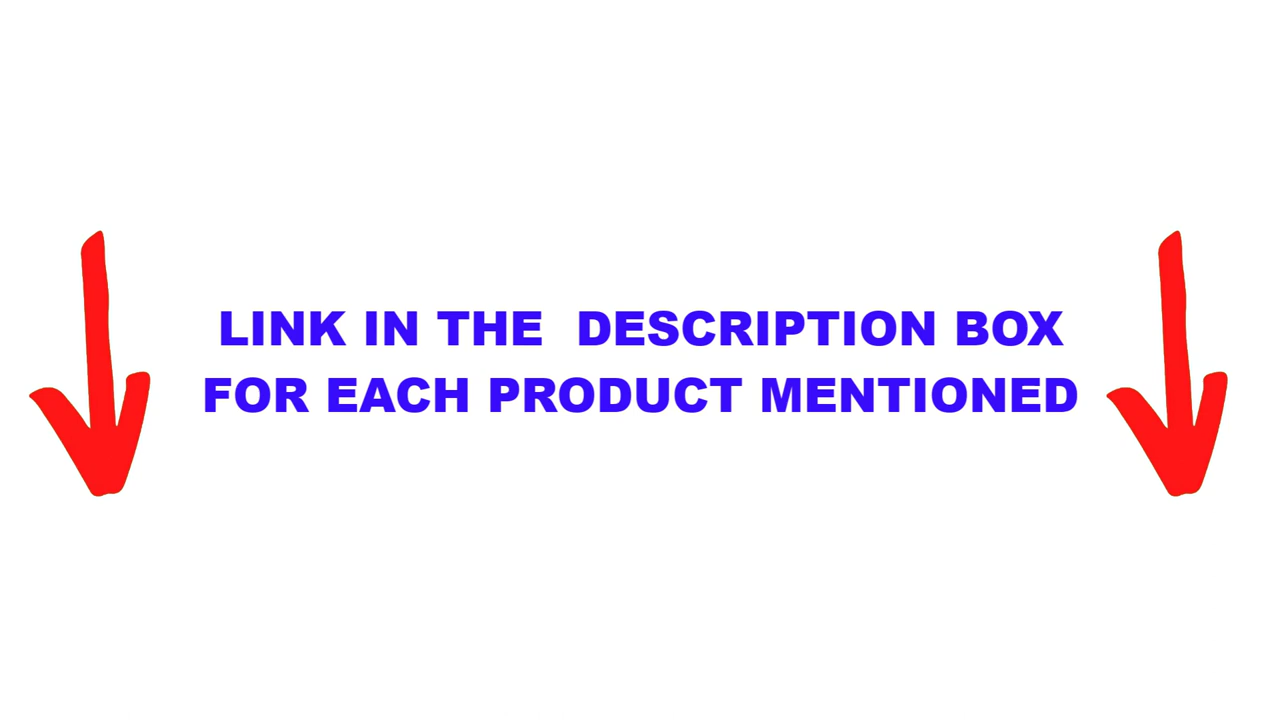 LINK IN THE  DESCRIPTION BOX
FOR EACH PRODUCT MENTIONED